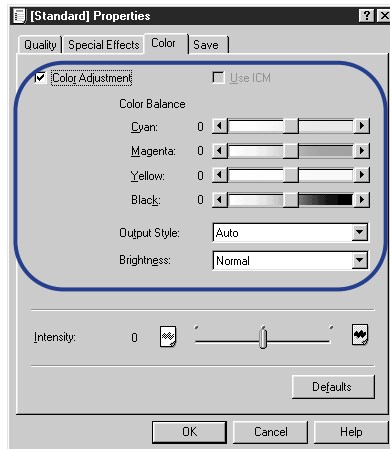 [Standard] Properties
Quality Special Effects Color Save
Color Adjustment Use ICM
Color Balance
Cyan: 0
Magenta: 0
Yellow: 0
Black: 0
Output Style: Auto
Brightness: Normal
Intensity: 0
Defaults
OK Cancel Help